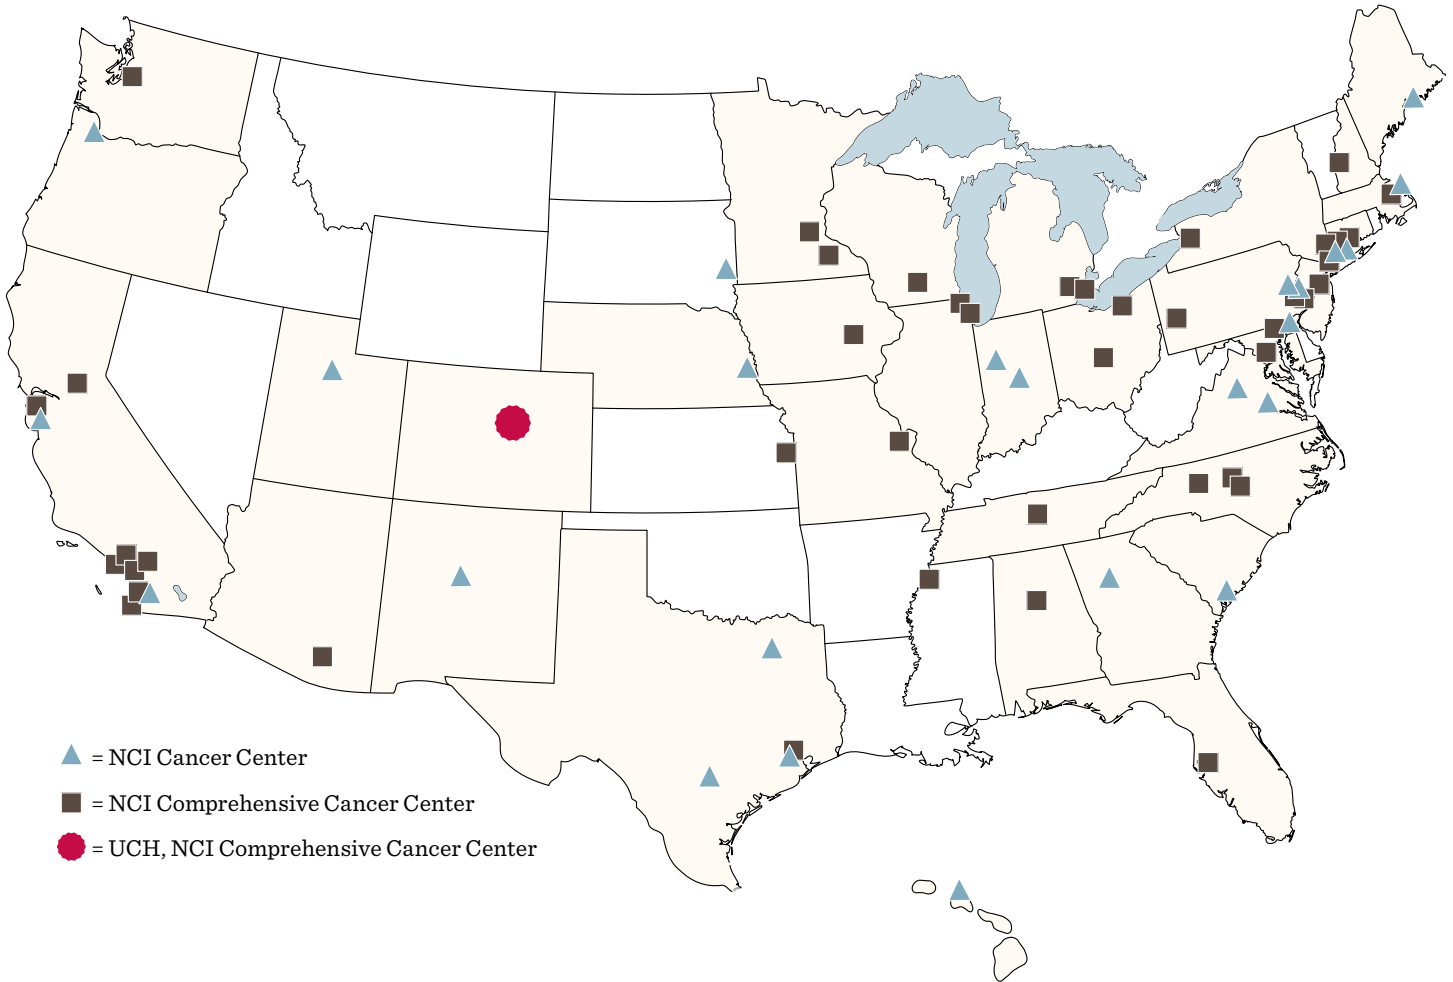 = NCI Cancer Center
= NCI Comprehensive Cancer Center
= UCH, NCI Comprehensive Cancer Center